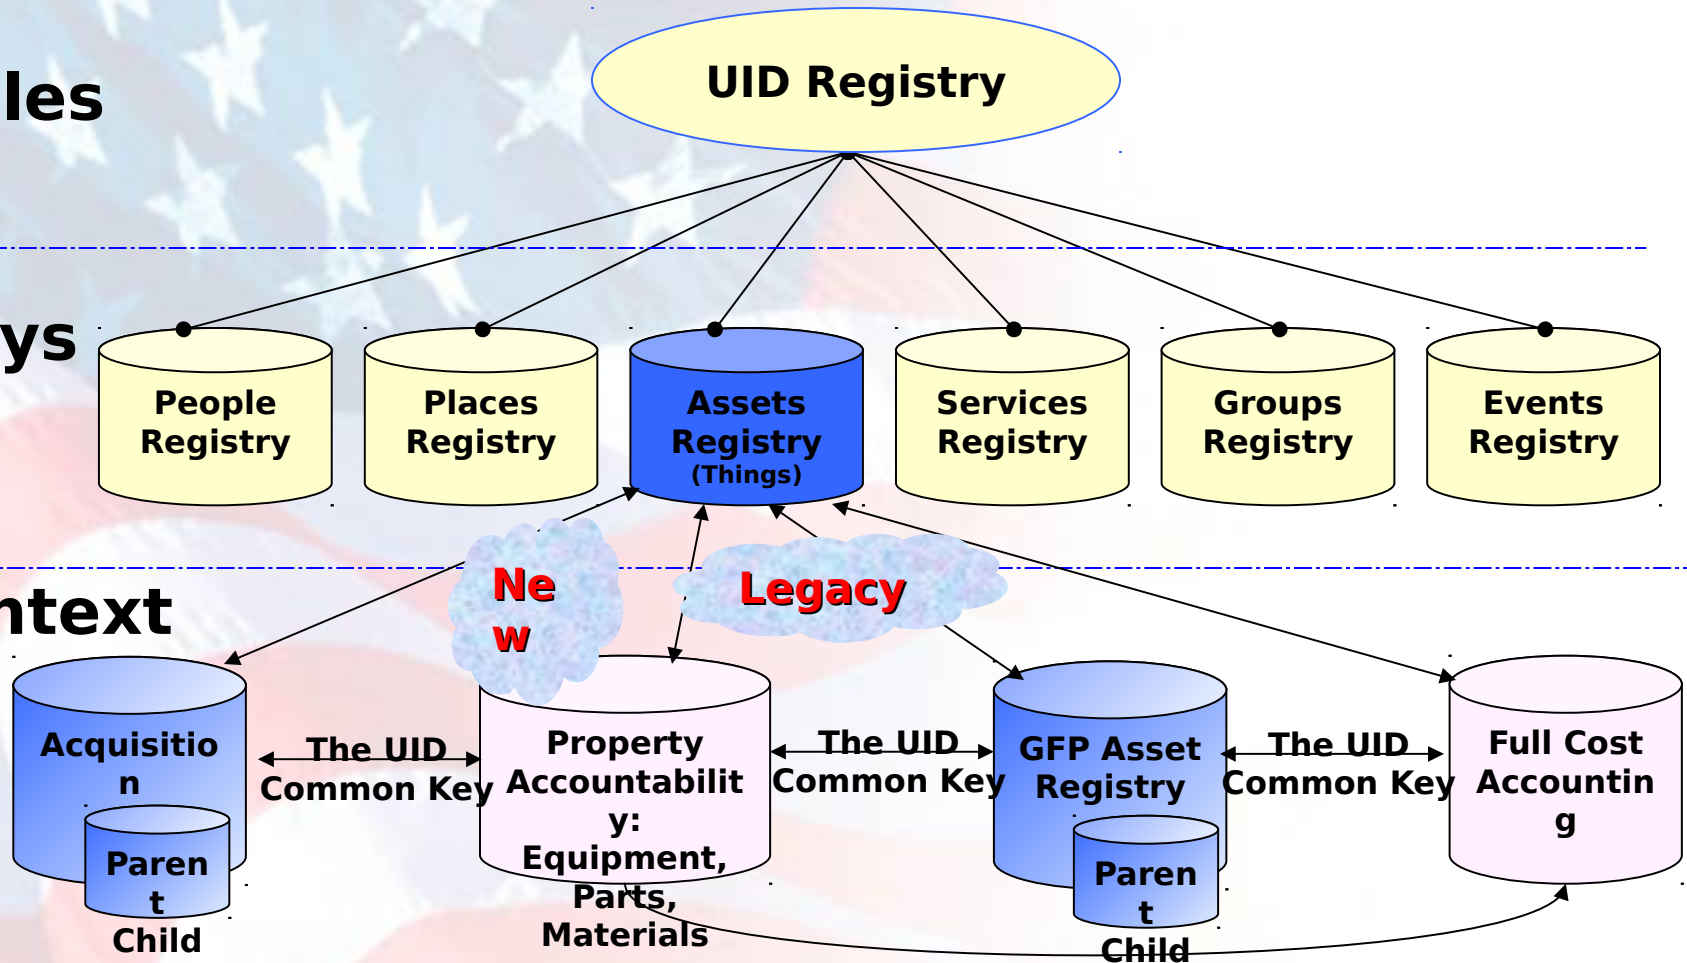 UID Registry
les
ys
People
Registry
Places
Registry
Assets
Registry
(Things)
Services
Registry
Groups
Registry
Events
Registry
Ne
w
Legacy
ntext
Acquisitio
n
Paren
t
Child
The UID
Common Key
Property
Accountabilit
y:
Equipment,
Parts,
Materials
The UID
Common Key
GFP Asset
Registry
Paren
t
Child
The UID
Common Key
Full Cost
Accountin
g